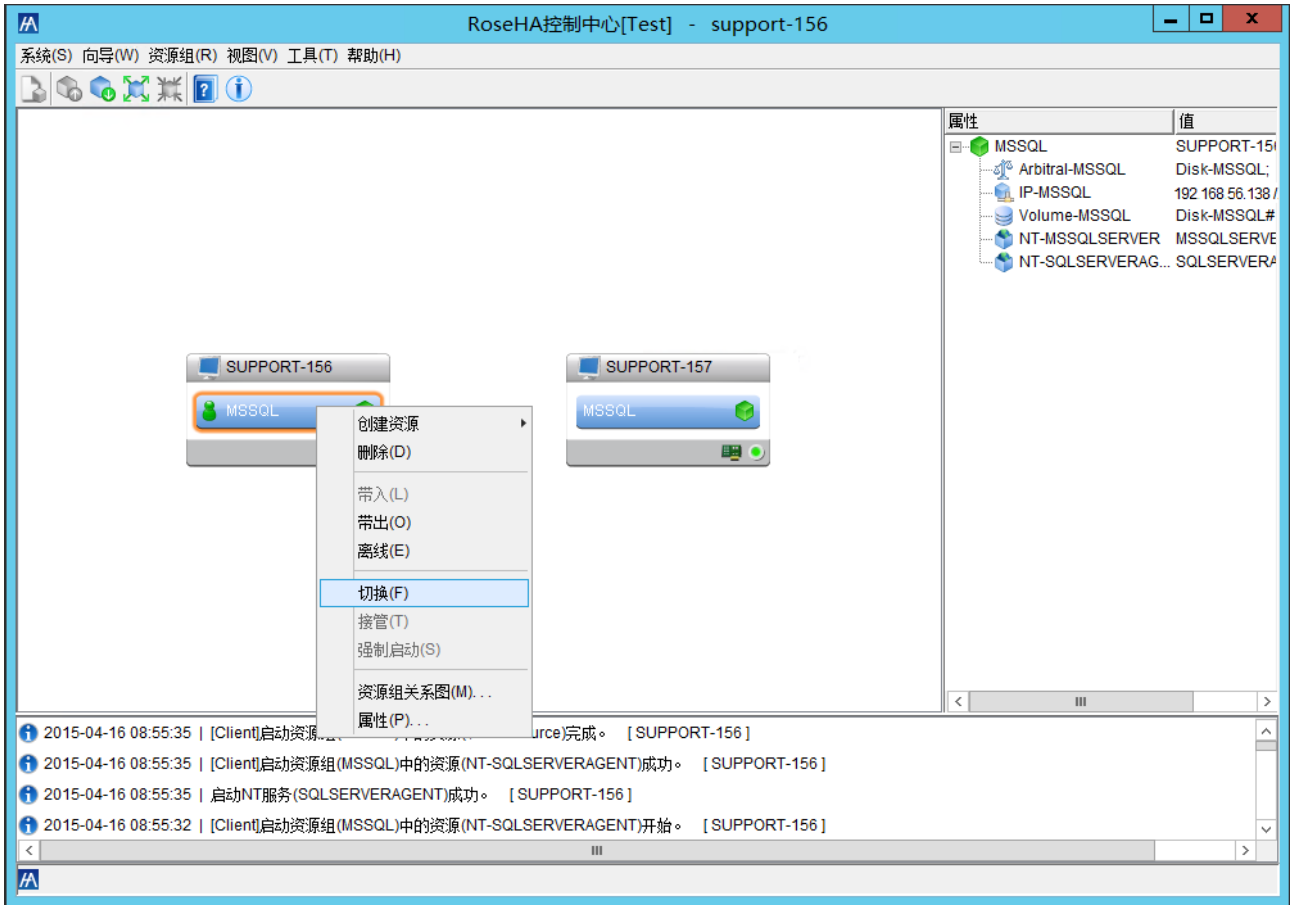 RoseHA控制中心[Test] - support-156
系统(S) 向导(W) 资源组(R) 视图(V) 工具(T) 帮助(H)
属性 值
MSSQL SUPPORT-15
Arbitral-MSSQL Disk-MSSQL;
IP-MSSQL 192 168 56.138 /
Volume-MSSQL Disk-MSSQL#
NT-MSSQLSERVER MSSQLSERVE
NT-SQLSERVERAG... SQLSERVERA
SUPPORT-156
MSSQL
SUPPORT-157
MSSQL
创建资源
删除(D)
带入(L)
带出(O)
离线(E)
切换(F)
接管(T)
强制启动(S)
资源组关系图(M)...
属性(P)...
2015-04-16 08:55:35 | [Client]启动资源 urce)完成。 [SUPPORT-156]
2015-04-16 08:55:35 | [Client]启动资源组(MSSQL)中的资源(NT-SQLSERVERAGENT)成功。 [SUPPORT-156]
2015-04-16 08:55:35 | 启动NT服务(SQLSERVERAGENT)成功。 [SUPPORT-156]
2015-04-16 08:55:32 | [Client]启动资源组(MSSQL)中的资源(NT-SQLSERVERAGENT)开始。 [SUPPORT-156]